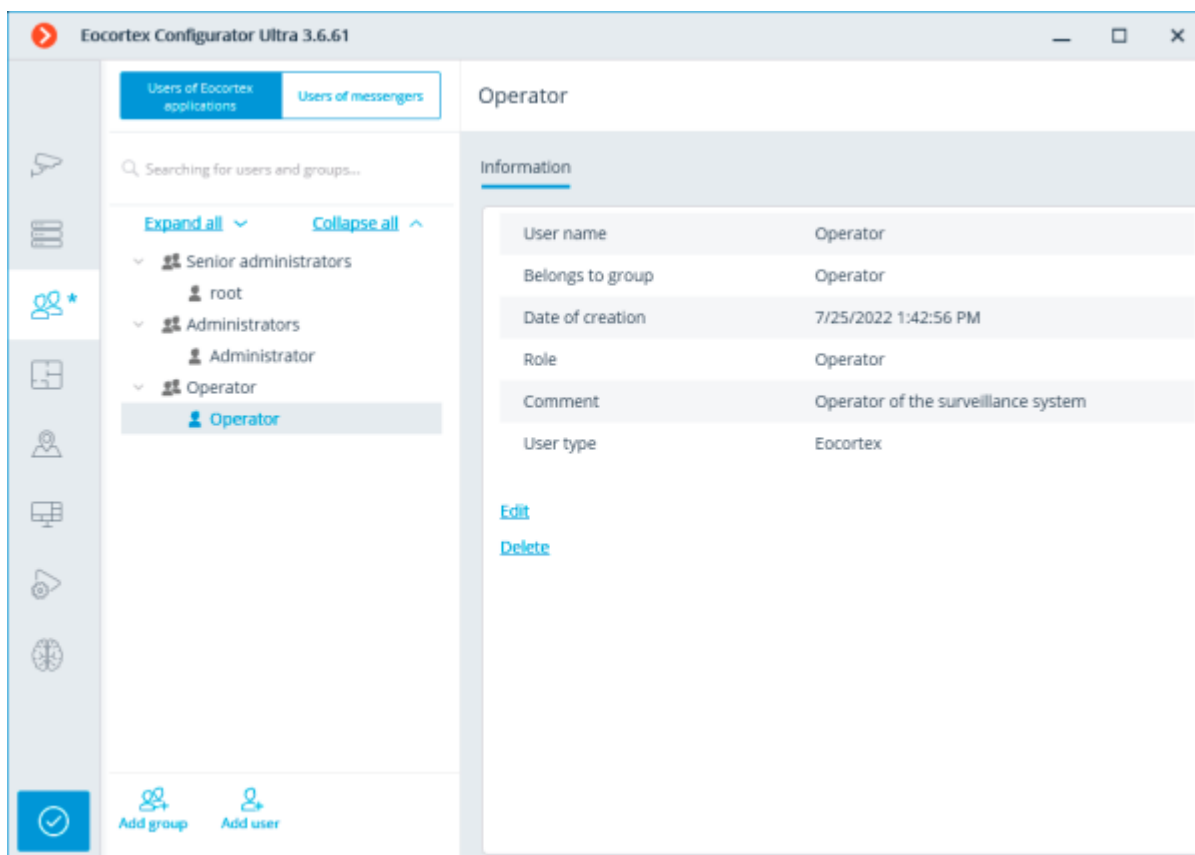 Eocortex Configurator Ultra 3.6.61
Users of Eocortex
applications
Users of messengers
Operator
Searching for users and groups...
Information
Expand all
Collapse all
Senior administrators
root
Administrators
Administrator
Operator
Operator
User name Operator
Belongs to group Operator
Date of creation 7/25/2022 1:42:56 PM
Role Operator
Comment Operator of the surveillance system
User type Eocortex
Edit
Delete
Add group
Add user